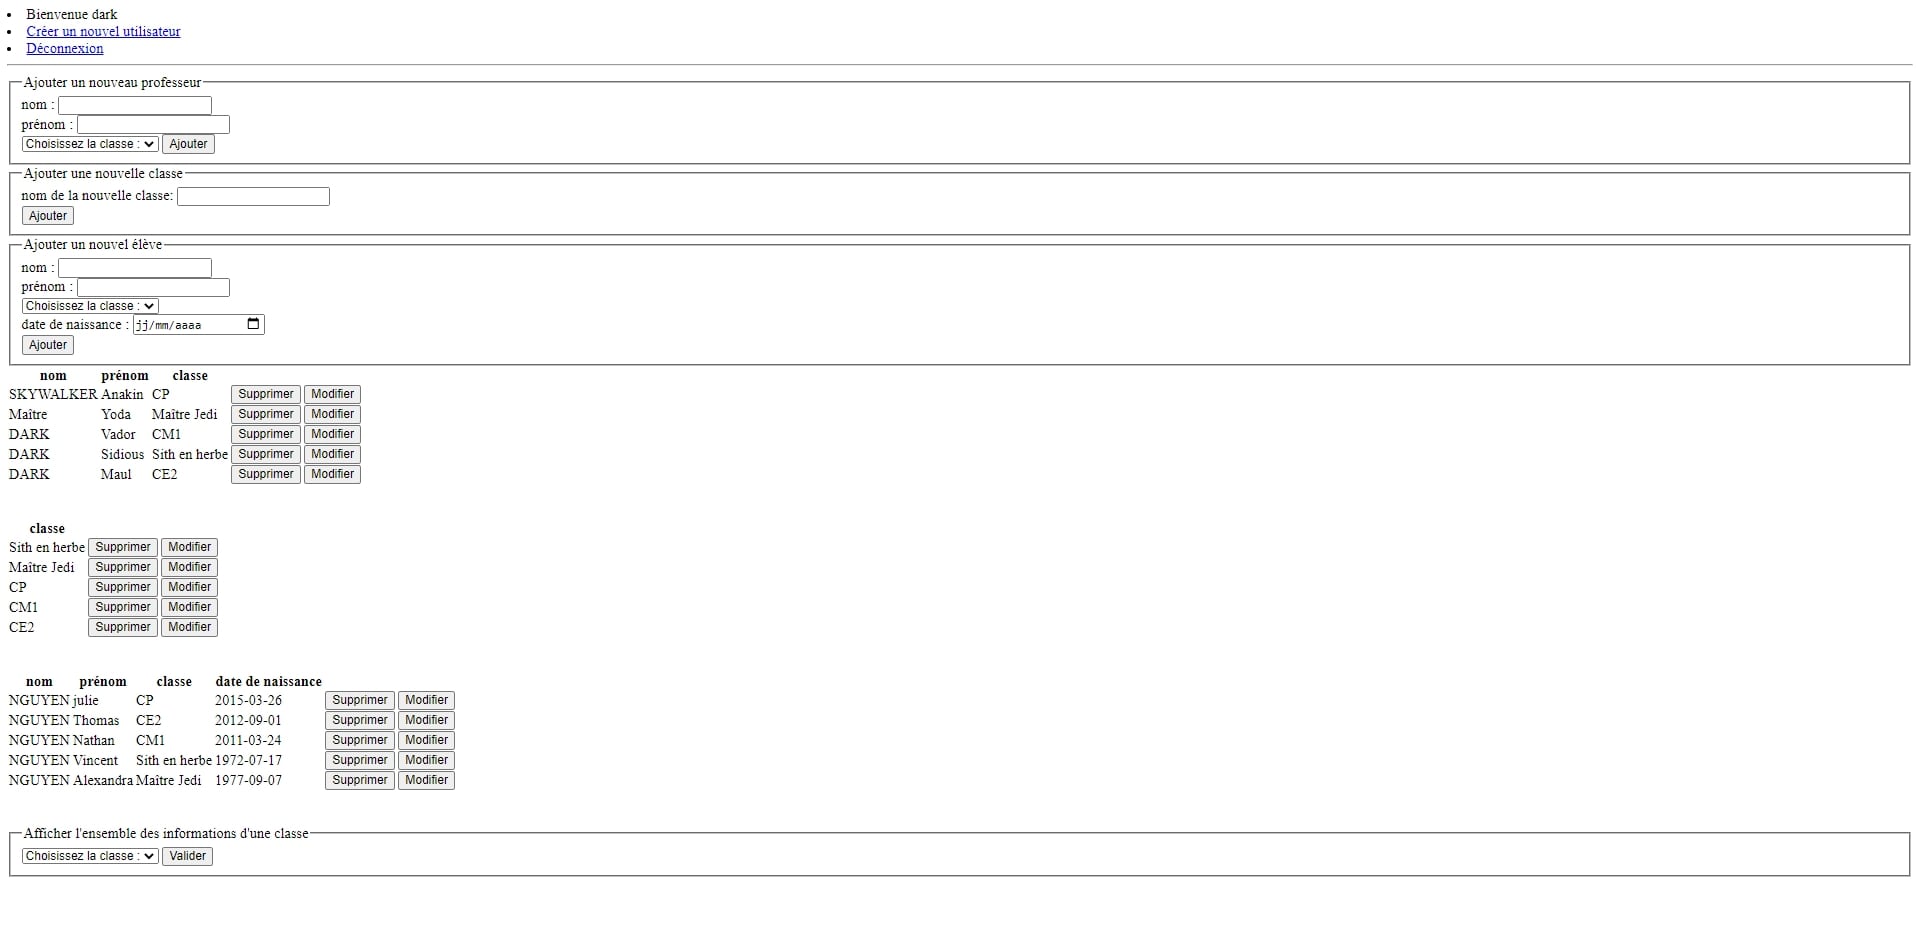 Bienvenue dark
Créer un nouvel utilisateur
Déconnexion
Ajouter un nouveau professeur
nom :
prénom :
Choisissez la classe : Ajouter
Ajouter une nouvelle classe
nom de la nouvelle classe:
Ajouter
Ajouter un nouvel élève
nom :
prénom :
Choisissez la classe :
date de naissance : jj/mm/aaaa
Ajouter
nom prénom classe
SKYWALKER Anakin CP Supprimer Modifier
Maître Yoda Maître Jedi Supprimer Modifier
DARK Vador CM1 Supprimer Modifier
DARK Sidious Sith en herbe Supprimer Modifier
DARK Maul CE2 Supprimer Modifier
classe
Sith en herbe Supprimer Modifier
Maître Jedi Supprimer Modifier
CP Supprimer Modifier
CM1 Supprimer Modifier
CE2 Supprimer Modifier
nom prénom classe date de naissance
NGUYEN julie CP 2015-03-26 Supprimer Modifier
NGUYEN Thomas CE2 2012-09-01 Supprimer Modifier
NGUYEN Nathan CM1 2011-03-24 Supprimer Modifier
NGUYEN Vincent Sith en herbe 1972-07-17 Supprimer Modifier
NGUYEN Alexandra Maître Jedi 1977-09-07 Supprimer Modifier
Afficher l'ensemble des informations d'une classe
Choisissez la classe : Valider